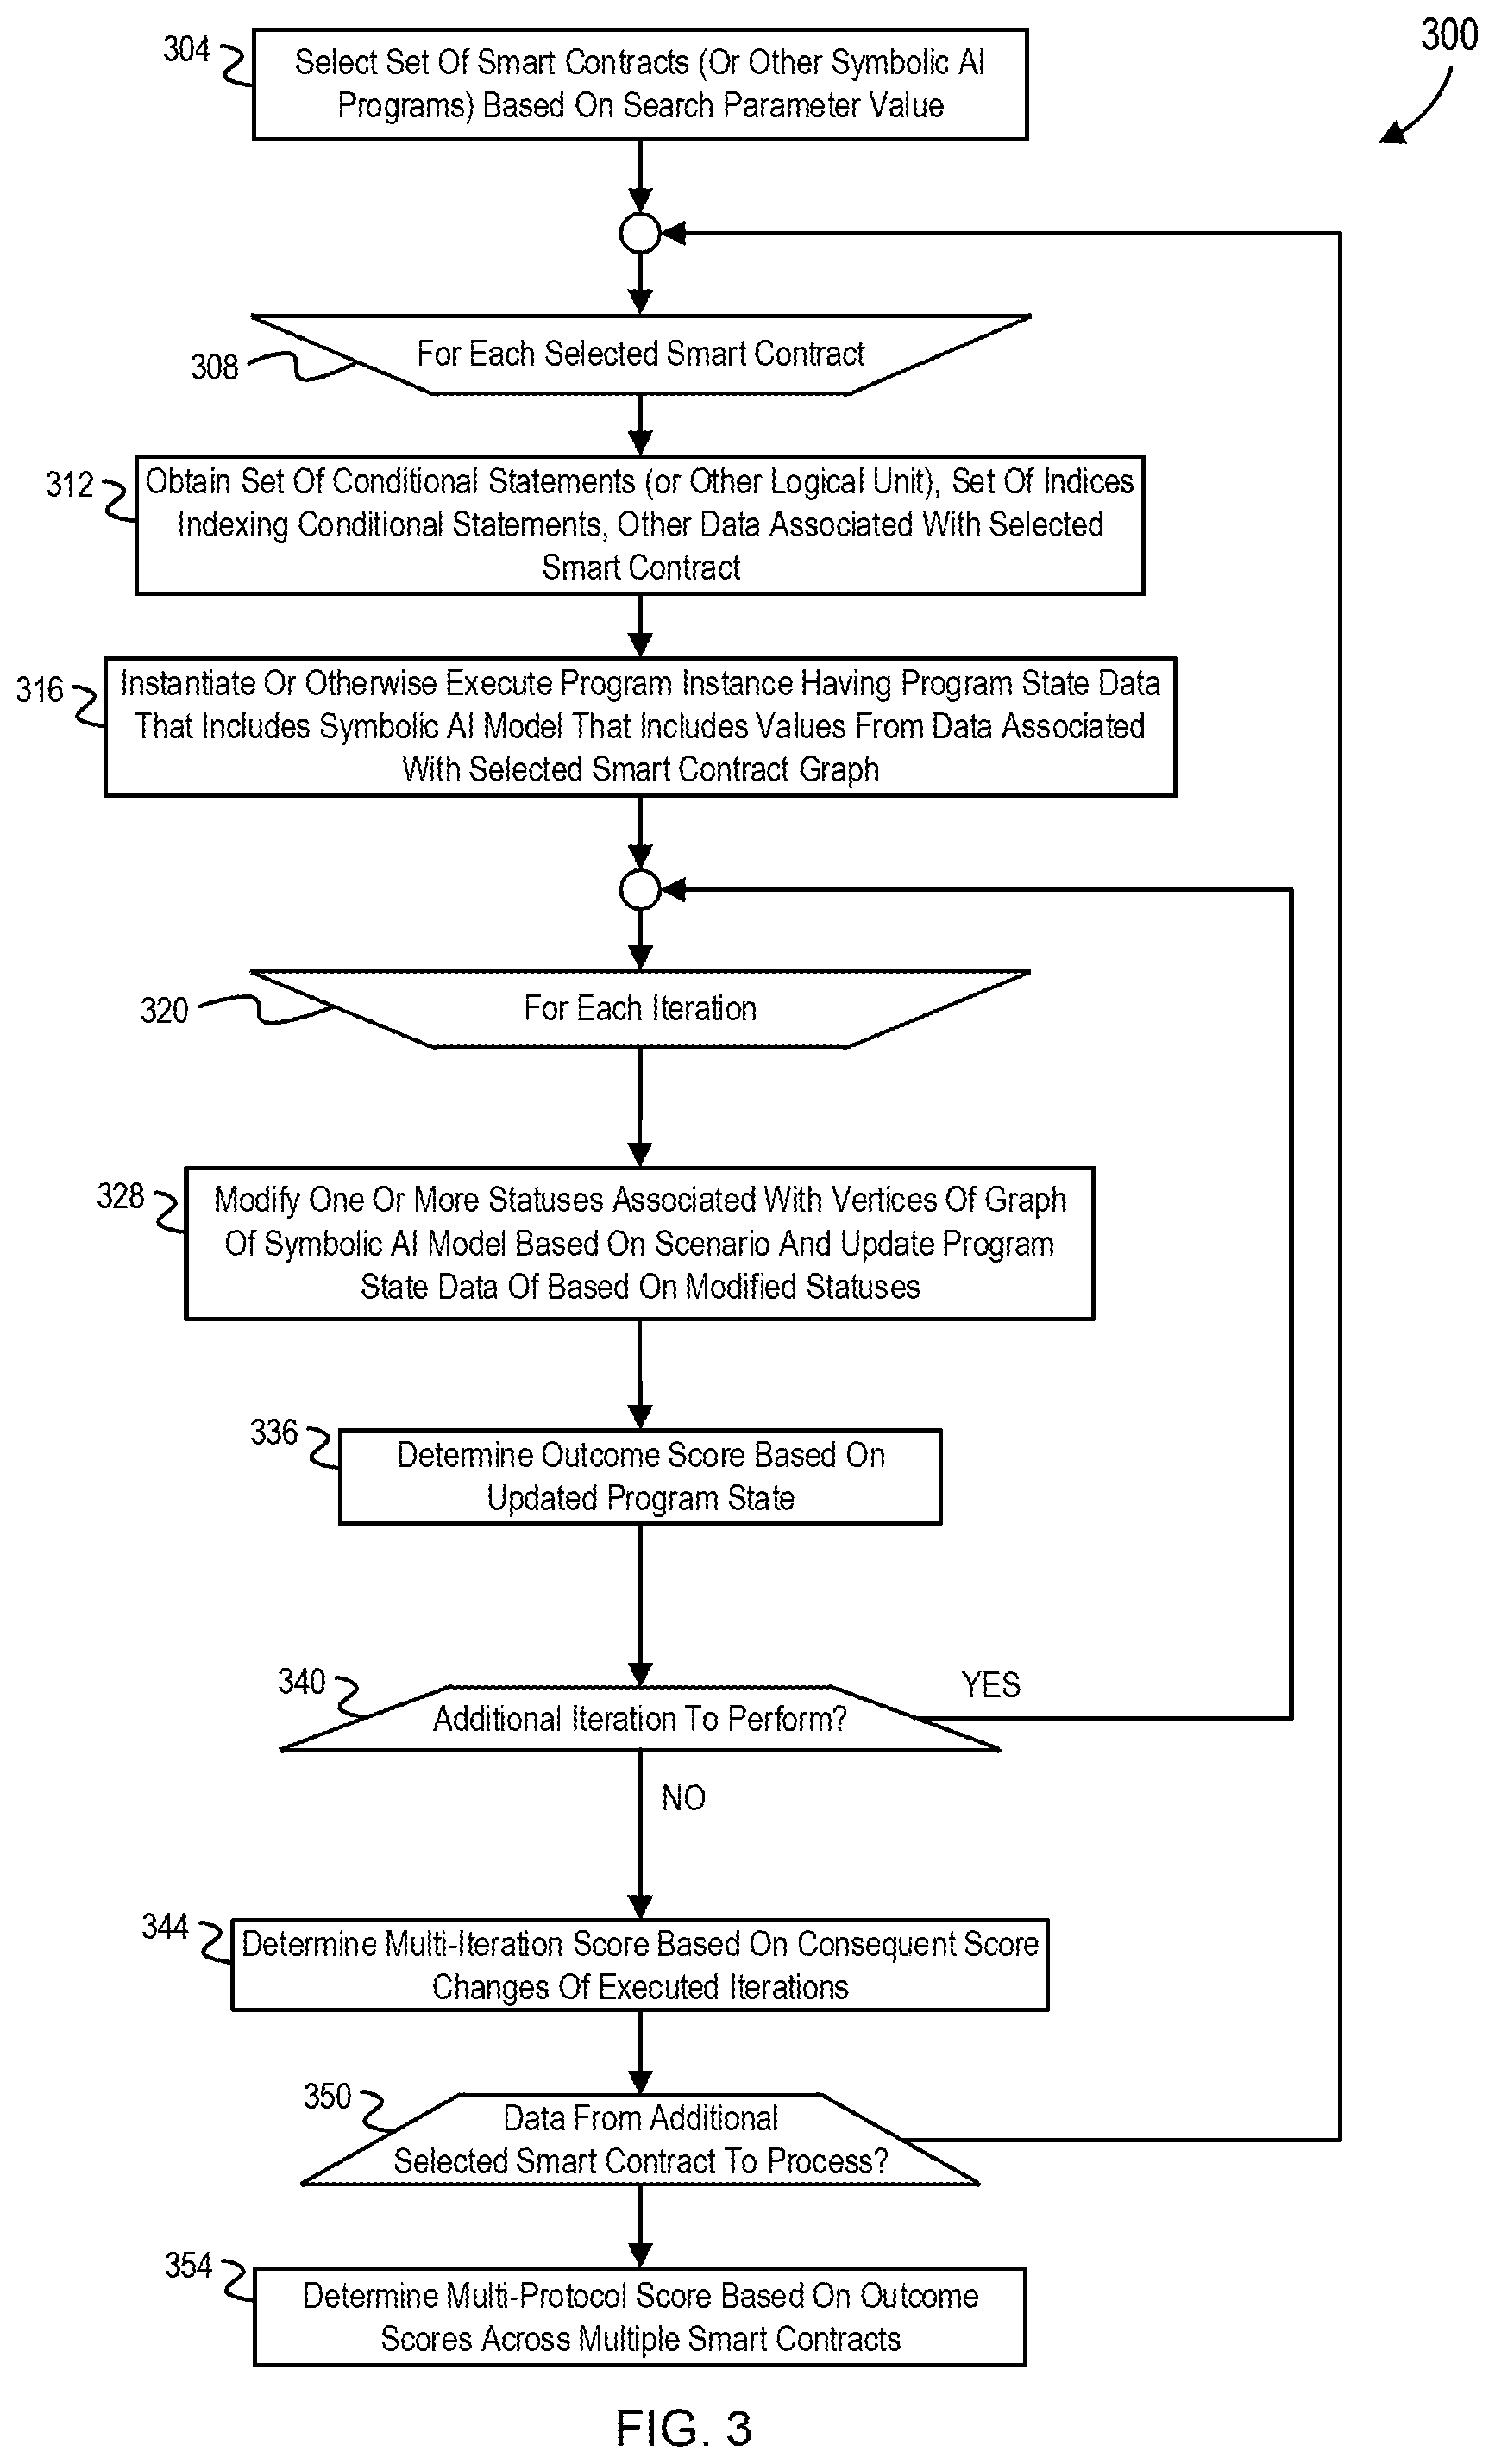 300
304
Select Set Of Smart Contracts (Or Other Symbolic AI
Programs) Based On Search Parameter Value
308
For Each Selected Smart Contract
312
Obtain Set Of Conditional Statements (or Other Logical Unit), Set Of Indices
Indexing Conditional Statements, Other Data Associated With Selected
Smart Contract
316
Instantiate Or Otherwise Execute Program Instance Having Program State Data
That Includes Symbolic AI Model That Includes Values From Data Associated
With Selected Smart Contract Graph
320
For Each Iteration
328
Modify One Or More Statuses Associated With Vertices Of Graph
Of Symbolic AI Model Based On Scenario And Update Program
State Data Of Based On Modified Statuses
336
Determine Outcome Score Based On
Updated Program State
340
Additional Iteration To Perform?
YES
NO
344
Determine Multi-Iteration Score Based On Consequent Score
Changes Of Executed Iterations
350
Data From Additional
Selected Smart Contract To Process?
354
Determine Multi-Protocol Score Based On Outcome
Scores Across Multiple Smart Contracts
FIG. 3